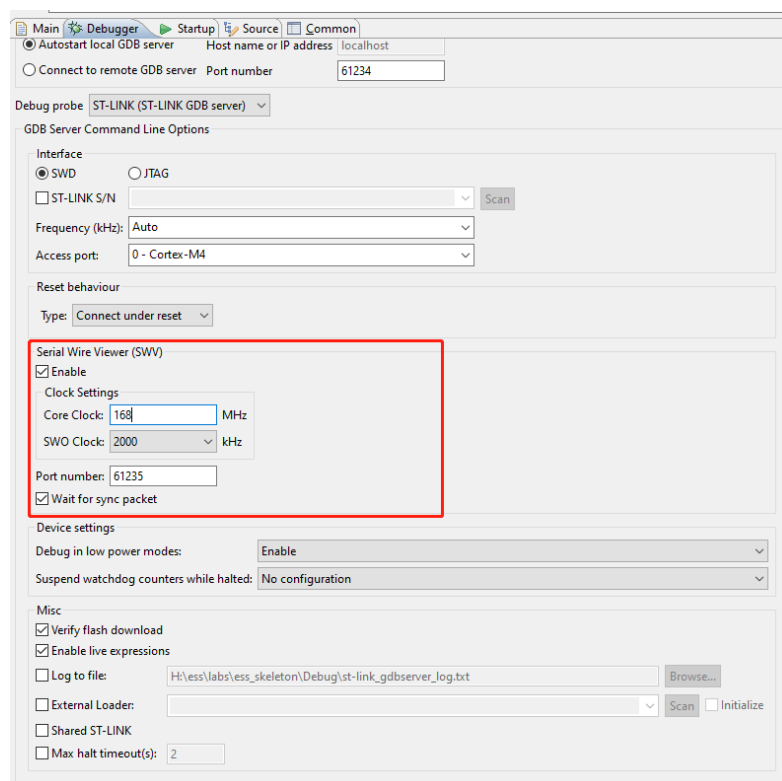 Main Debugger Startup Source Common
Autostart local GDB server Host name or IP address localhost
Connect to remote GDB server Port number 61234
Debug probe ST-LINK (ST-LINK GDB server)
GDB Server Command Line Options
Interface
SWD JTAG
ST-LINK S/N Scan
Frequency (kHz): Auto
Access port: 0 - Cortex-M4
Reset behaviour
Type: Connect under reset
Serial Wire Viewer (SWV)
Enable
Clock Settings
Core Clock: 168 MHz
SWO Clock: 2000 kHz
Port number: 61235
Wait for sync packet
Device settings
Debug in low power modes: Enable
Suspend watchdog counters while halted: No configuration
Misc
Verify flash download
Enable live expressions
Log to file: H:\ess\labs\ess_skeleton\Debug\st-link_gdbserver_log.txt Browse...
External Loader: Scan Initialize
Shared ST-LINK
Max halt timeout(s): 2